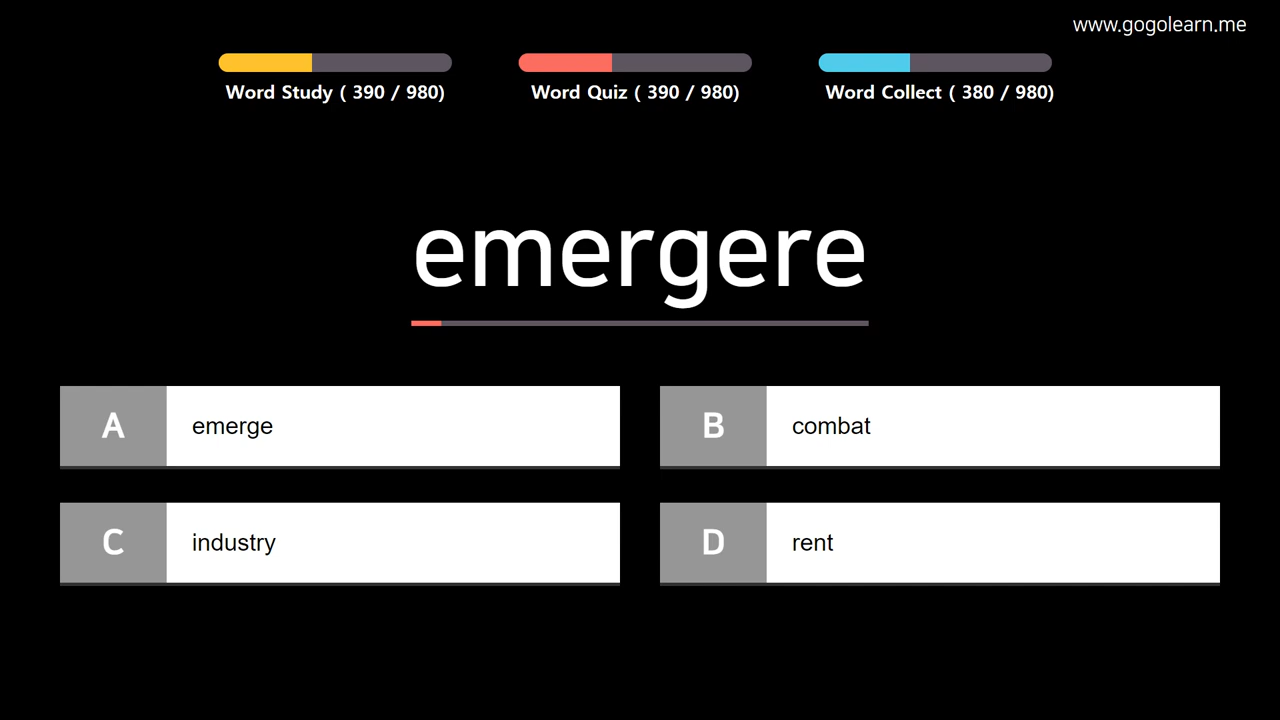 www.gogolearn.me
Word Study ( 390 / 980)
Word Quiz ( 390 / 980)
Word Collect ( 380 / 980)
emergere
A emerge
B combat
C industry
D rent